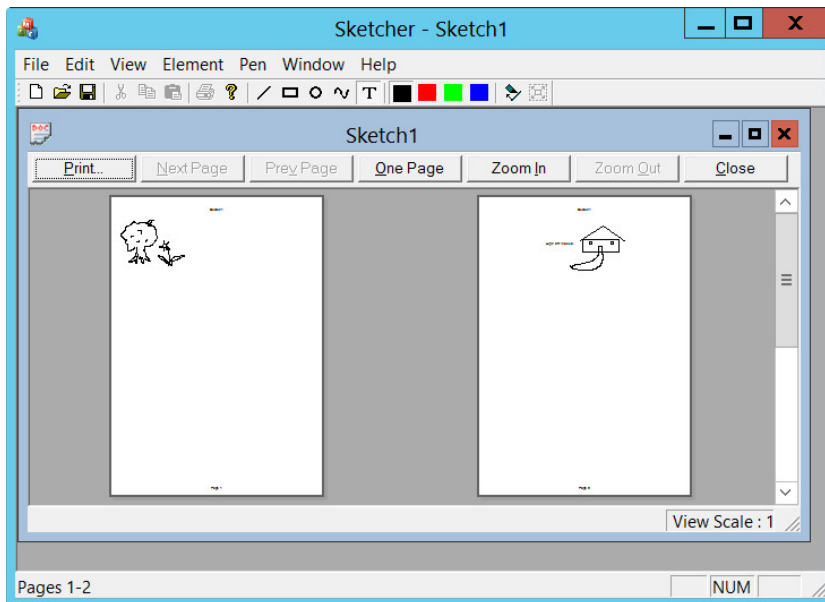 Sketcher - Sketch1
File Edit View Element Pen Window Help
T
DOC
Sketch1
Print... Next Page Prev Page One Page Zoom In Zoom Out Close
View Scale : 1
Pages 1-2
NUM